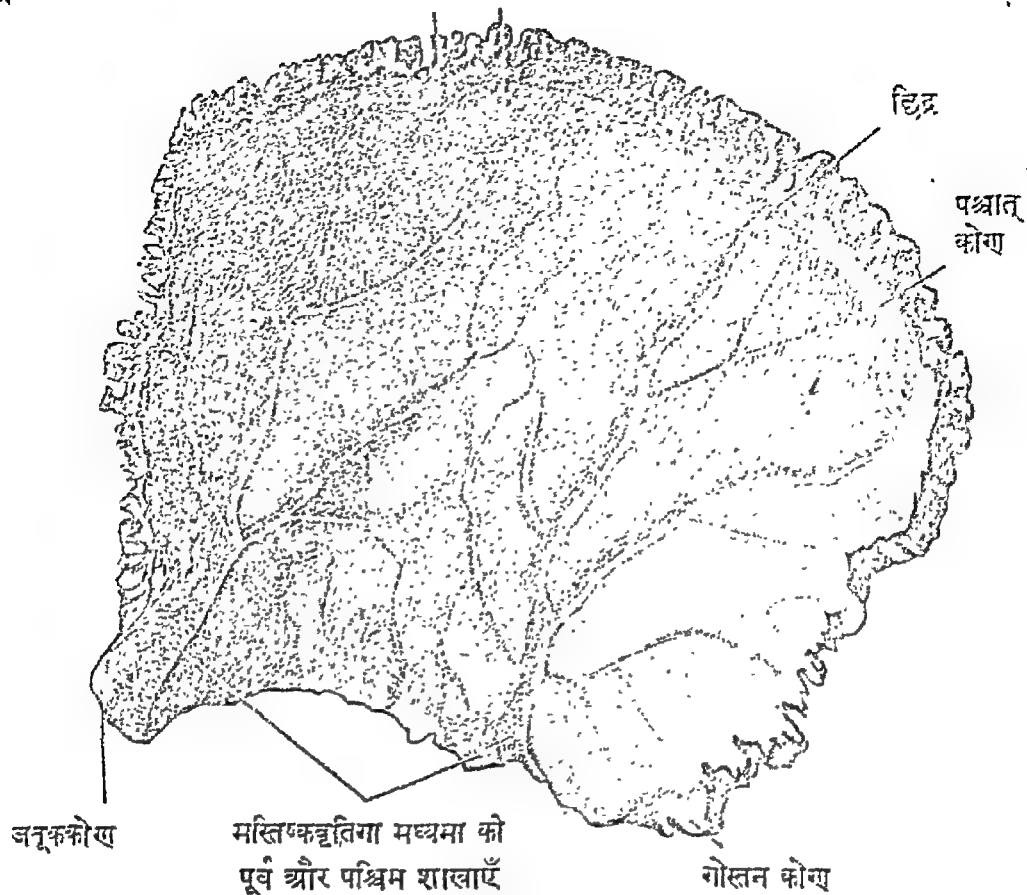 छिद्र
पश्चात्
कोण
जतूककोण
मस्तिष्कवृतिगा मध्यमा की
पूर्व और पश्चिम शाखाएँ
गोस्तन कोण